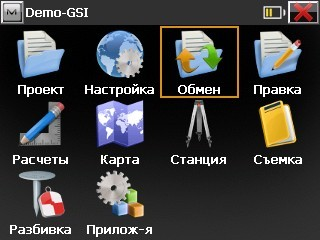 M Demo-GSI
Проект Настройка Обмен Правка
Расчеты Карта Станция Съемка
Разбивка Прилож-я